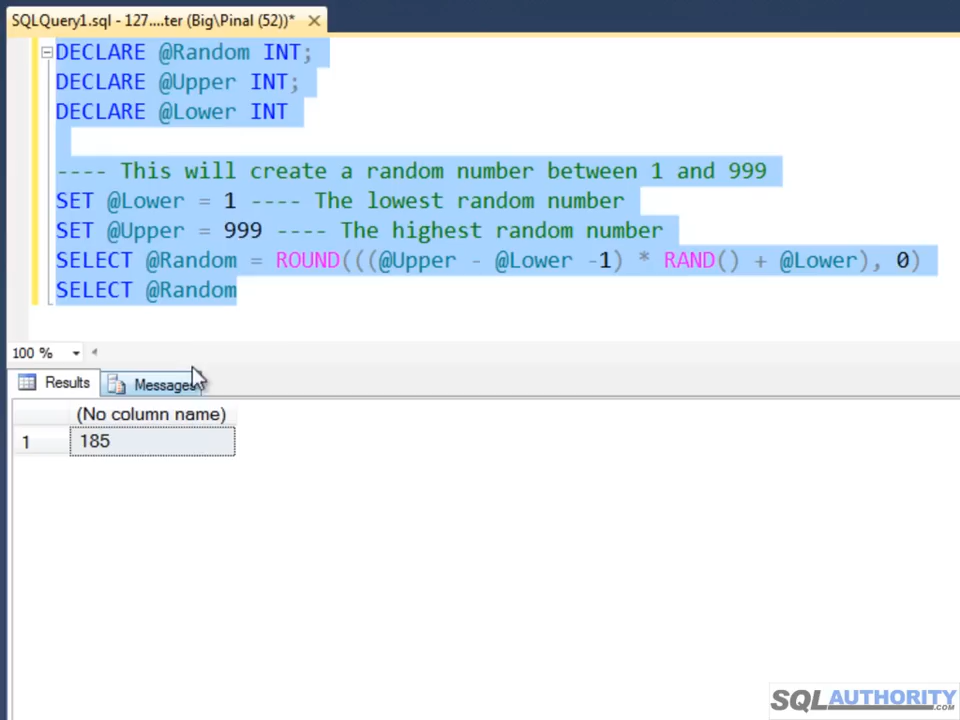 SQLQuery1.sql - 127....ter (Big\Pinal (52))*
DECLARE @Random INT;
DECLARE @Upper INT;
DECLARE @Lower INT
---- This will create a random number between 1 and 999
SET @Lower = 1 ---- The lowest random number
SET @Upper = 999 ---- The highest random number
SELECT @Random = ROUND(((@Upper - @Lower -1) * RAND() + @Lower), 0)
SELECT @Random
100 %
Results Messages
(No column name)
1 185
SQLAUTHORITY.COM